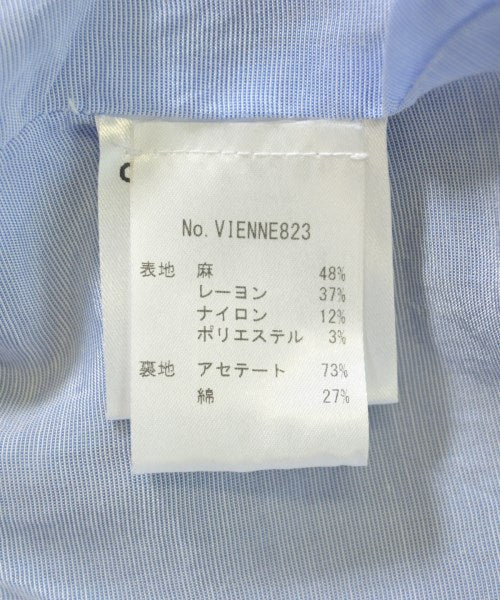 No. VIENNE823
表地 麻 48%
レーヨン 37%
ナイロン 12%
ポリエステル 3%
裏地 アセテート 73%
綿 27%